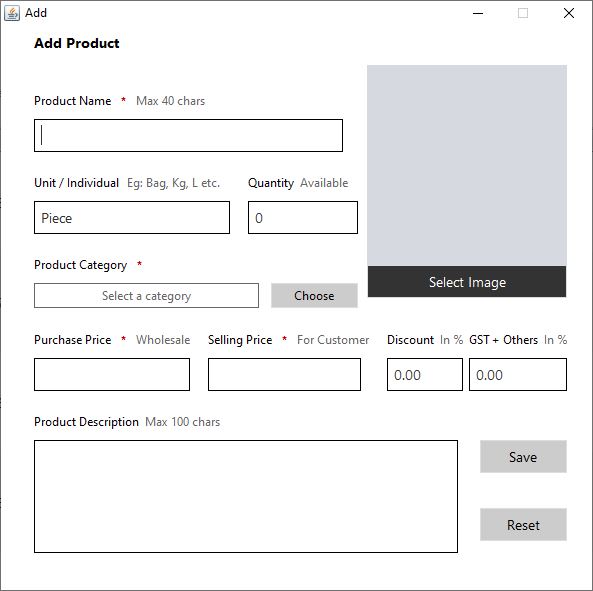 Add
Add Product
Product Name * Max 40 chars
Unit / Individual Eg: Bag, Kg, L etc. Quantity Available
Piece 0
Product Category *
Select a category Choose
Select Image
Purchase Price * Wholesale Selling Price * For Customer Discount In % GST + Others In %
0.00 0.00
Product Description Max 100 chars
Save
Reset